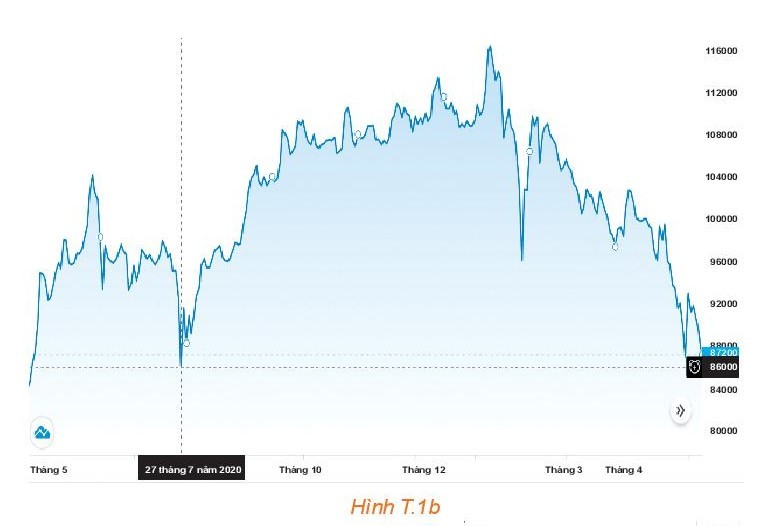 116000
112000
108000
104000
100000
96000
92000
88000
87200
86000
84000
80000
Tháng 5
27 tháng 7 năm 2020
Tháng 10
Tháng 12
Tháng 3
Tháng 4
Hình T.1b